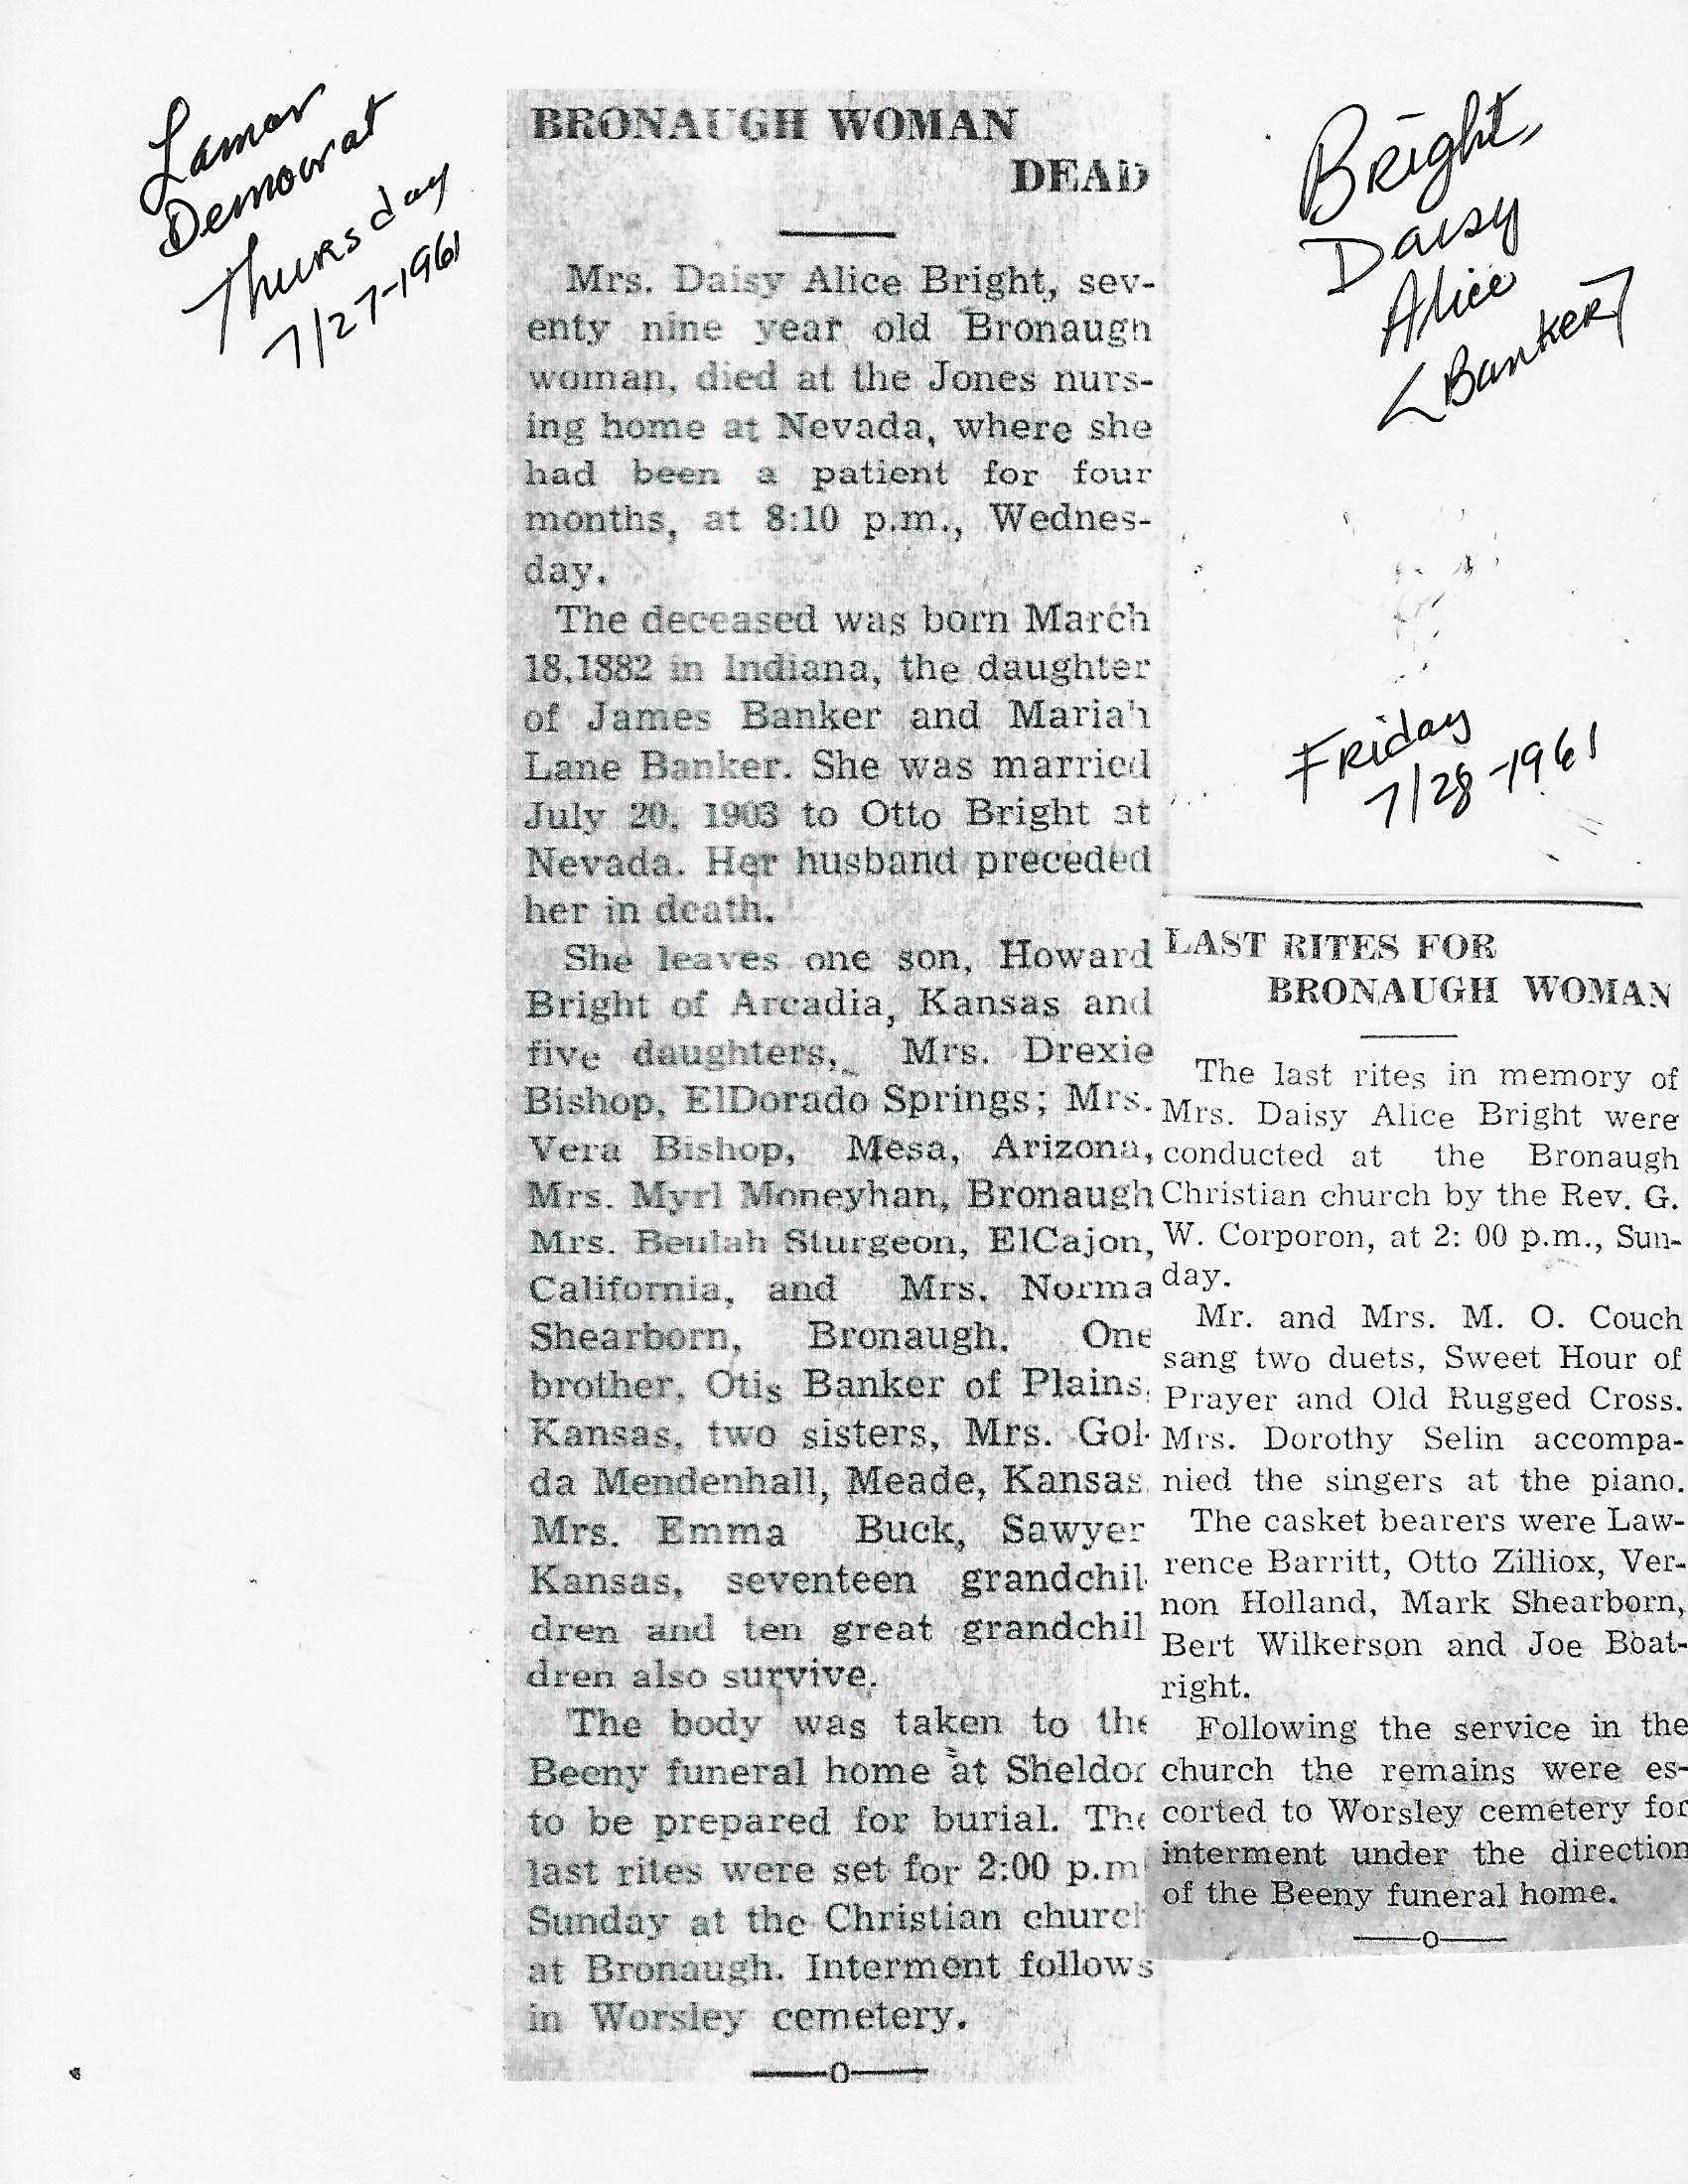 Lamar
Democrat
Thursday
7/27-1961
BRONAUGH WOMAN
DEAD
Mrs. Daisy Alice Bright, sev-
enty nine year old Bronaugh
woman, died at the Jones nurs-
ing home at Nevada, where she
had been a patient for four
months, at 8:10 p.m., Wednes-
day.
The deceased was born March
18,1882 in Indiana, the daughter
of James Banker and Mariah
Lane Banker. She was married
July 20, 1903 to Otto Bright at
Nevada. Her husband preceded
her in death.
She leaves one son, Howard
Bright of Arcadia, Kansas and
five daughters, Mrs. Drexie
Bishop, ElDorado Springs; Mrs.
Vera Bishop, Mesa, Arizona,
Mrs. Myrl Moneyhan, Bronaugh
Mrs. Beulah Sturgeon, ElCajon,
California, and Mrs. Norma
Shearborn, Bronaugh. One
brother, Otis Banker of Plains,
Kansas, two sisters, Mrs. Gol-
da Mendenhall, Meade, Kansas
Mrs. Emma Buck, Sawyer
Kansas, seventeen grandchil-
dren and ten great grandchil
dren also survive.
The body was taken to the
Beeny funeral home at Sheldon
to be prepared for burial. The
last rites were set for 2:00 p.m
Sunday at the Christian church
at Bronaugh. Interment follows
in Worsley cemetery.
—o—
Bright,
Daisy
Alice
<Banker>
Friday
7/28-1961
LAST RITES FOR
BRONAUGH WOMAN
The last rites in memory of
Mrs. Daisy Alice Bright were
conducted at the Bronaugh
Christian church by the Rev. G.
W. Corporon, at 2: 00 p.m., Sun-
day.
Mr. and Mrs. M. O. Couch
sang two duets, Sweet Hour of
Prayer and Old Rugged Cross.
Mrs. Dorothy Selin accompa-
nied the singers at the piano.
The casket bearers were Law-
rence Barritt, Otto Zilliox, Ver-
non Holland, Mark Shearborn,
Bert Wilkerson and Joe Boat-
right.
Following the service in the
church the remains were es-
corted to Worsley cemetery for
interment under the direction
of the Beeny funeral home.
—o—